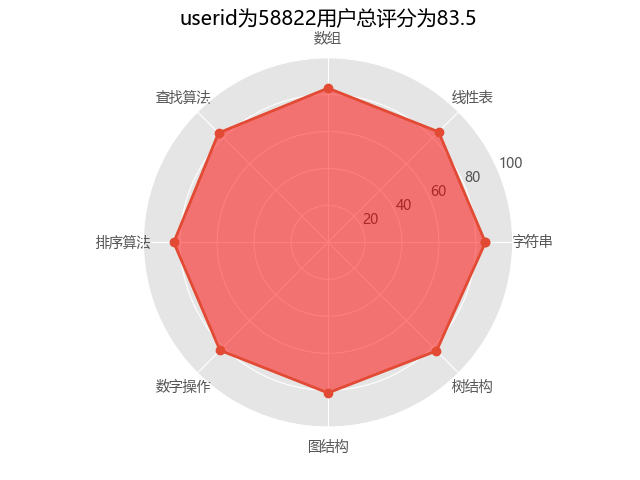 userid为58822用户总评分为83.5
数组
查找算法
线性表
100
80
60
40
20
排序算法
字符串
数字操作
树结构
图结构